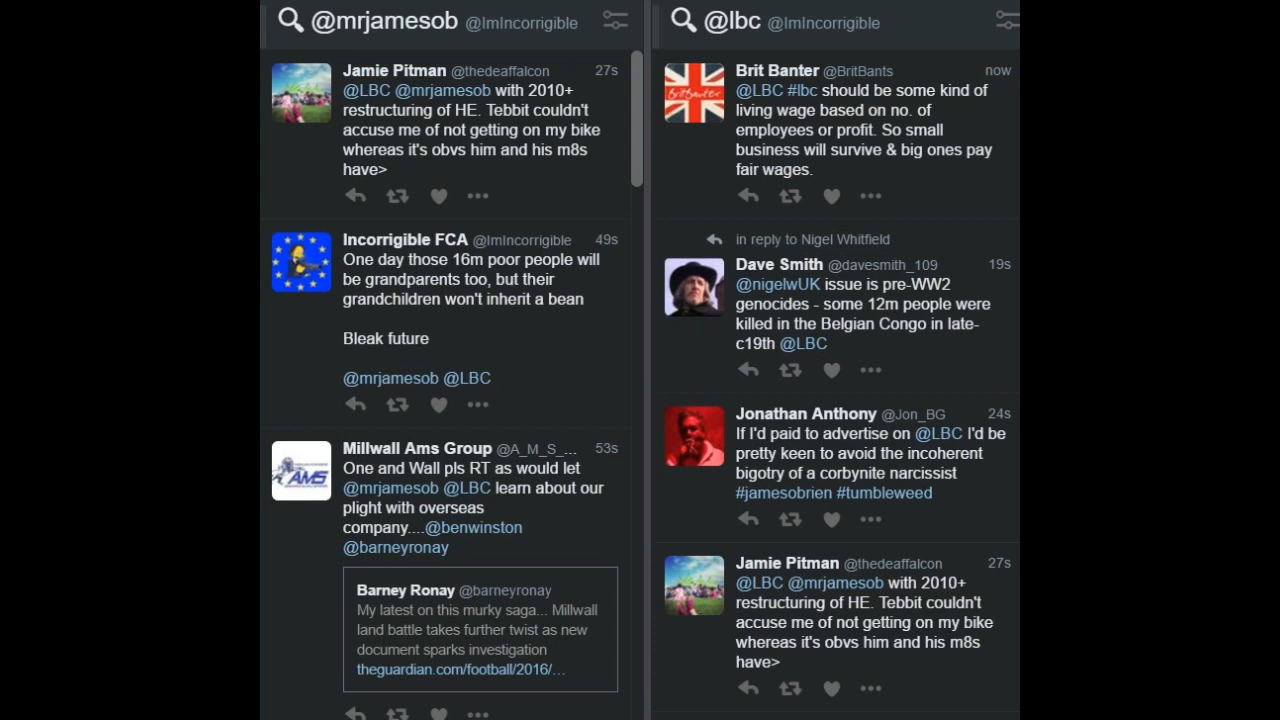 @mrjamesob @ImIncorrigible
Jamie Pitman @thedeaffalcon 27s
@LBC @mrjamesob with 2010+
restructuring of HE. Tebbit couldn't
accuse me of not getting on my bike
whereas it's obvs him and his m8s
have>
Incorrigible FCA @ImIncorrigible 49s
One day those 16m poor people will
be grandparents too, but their
grandchildren won't inherit a bean
Bleak future
@mrjamesob @LBC
Millwall Ams Group @A_M_S_... 53s
AMS
One and Wall pls RT as would let
@mrjamesob @LBC learn about our
plight with overseas
company....@benwinston
@barneyronay
Barney Ronay @barneyronay
My latest on this murky saga... Millwall
land battle takes further twist as new
document sparks investigation
theguardian.com/football/2016/...
@lbc @ImIncorrigible
Brit Banter @BritBants now
BritBanter
@LBC #lbc should be some kind of
living wage based on no. of
employees or profit. So small
business will survive & big ones pay
fair wages.
in reply to Nigel Whitfield
Dave Smith @davesmith_109 19s
@nigelwUK issue is pre-WW2
genocides - some 12m people were
killed in the Belgian Congo in late-
c19th @LBC
Jonathan Anthony @Jon_BG 24s
If I'd paid to advertise on @LBC I'd be
pretty keen to avoid the incoherent
bigotry of a corbynite narcissist
#jamesobrien #tumbleweed
Jamie Pitman @thedeaffalcon 27s
@LBC @mrjamesob with 2010+
restructuring of HE. Tebbit couldn't
accuse me of not getting on my bike
whereas it's obvs him and his m8s
have>